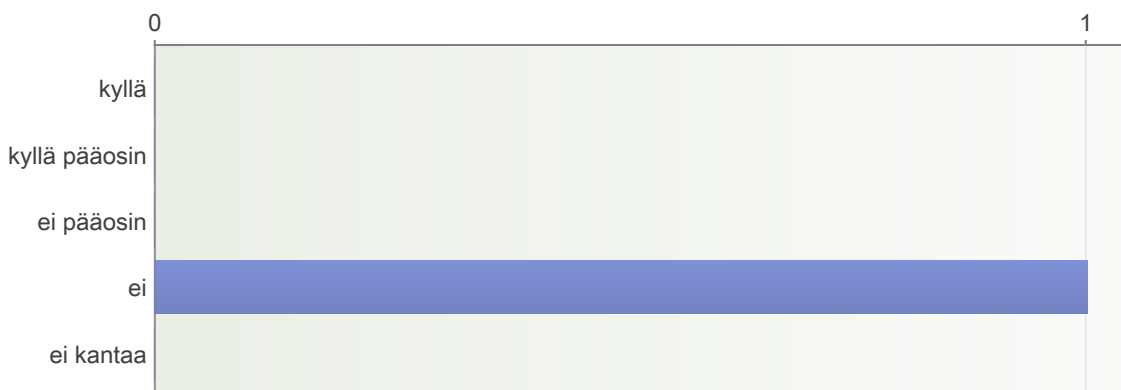 0 1
kyllä
kyllä pääosin
ei pääosin
ei
ei kantaa